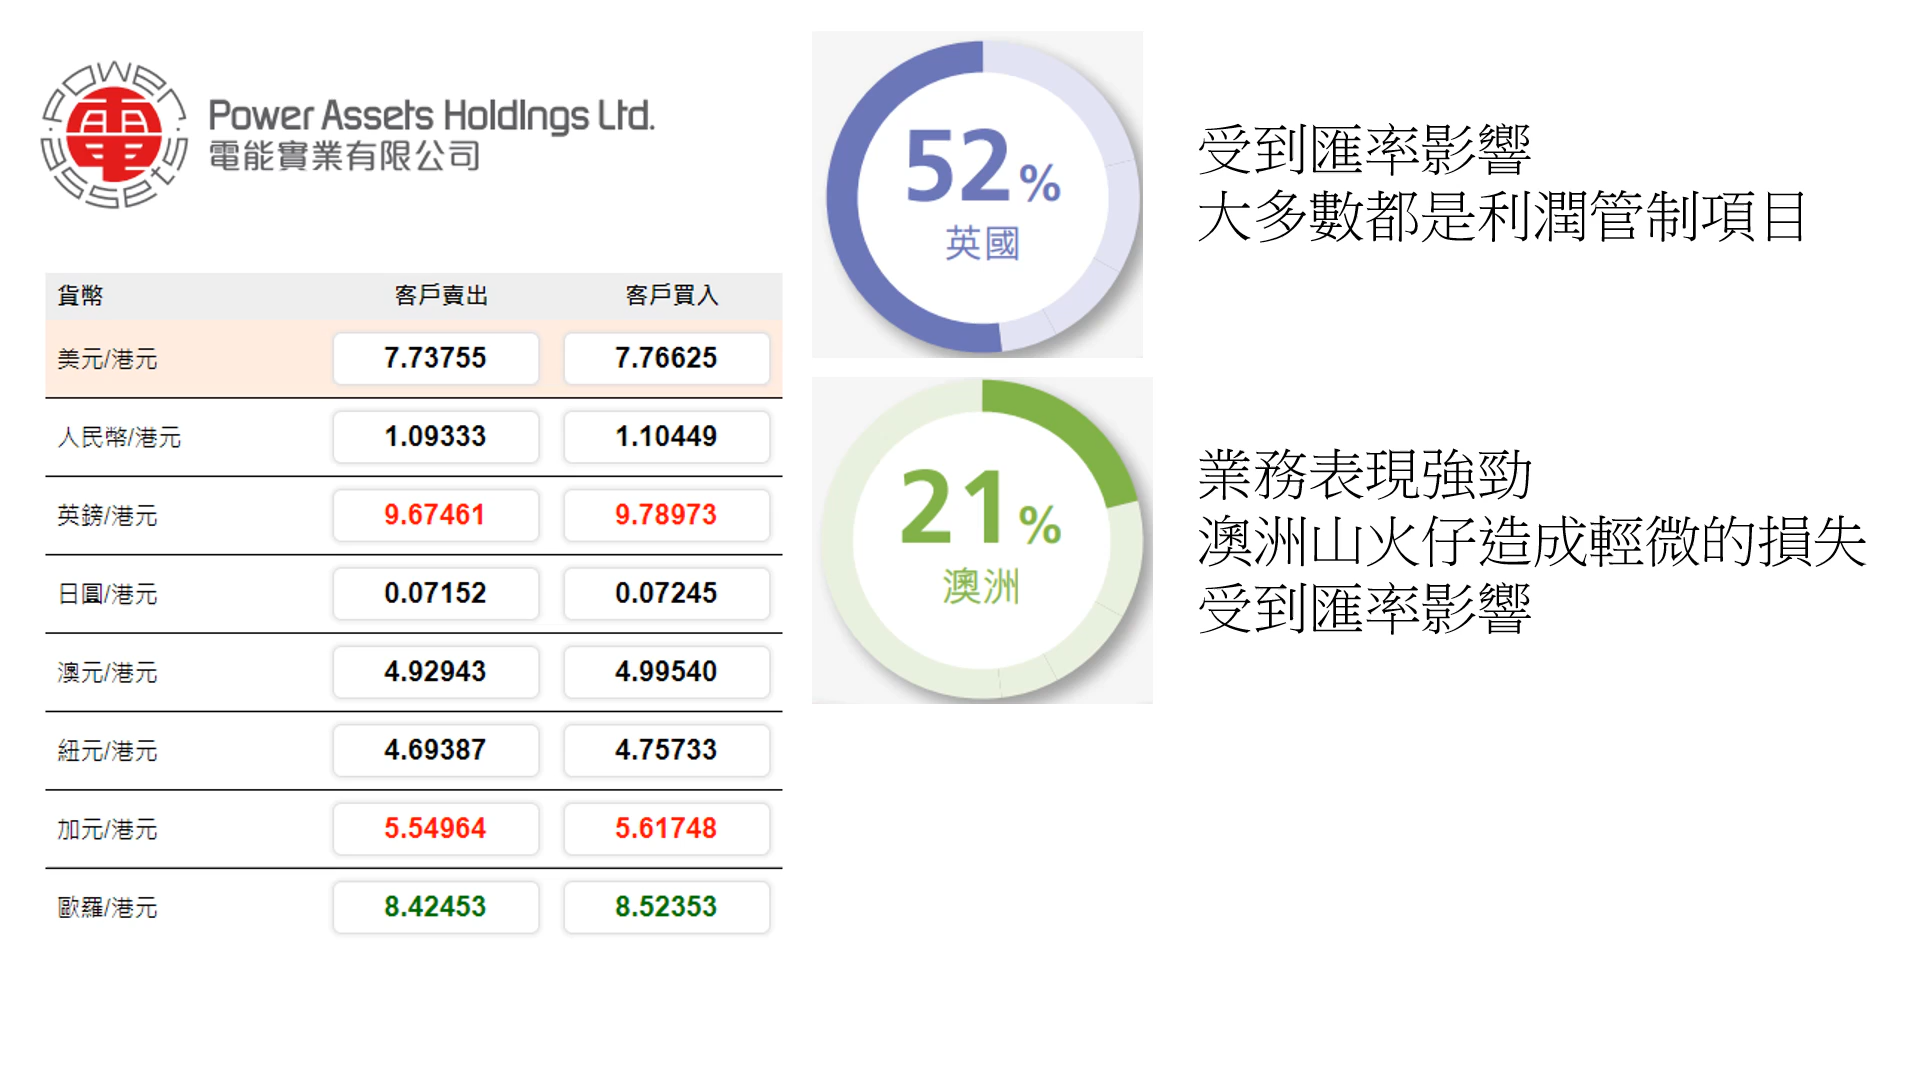 POWER Assets
電
Power Assets Holdings Ltd.
電能實業有限公司
貨幣 客戶賣出 客戶買入
美元/港元 7.73755 7.76625
人民幣/港元 1.09333 1.10449
英鎊/港元 9.67461 9.78973
日圓/港元 0.07152 0.07245
澳元/港元 4.92943 4.99540
紐元/港元 4.69387 4.75733
加元/港元 5.54964 5.61748
歐羅/港元 8.42453 8.52353
52%
英國
受到匯率影響
大多數都是利潤管制項目
21%
澳洲
業務表現強勁
澳洲山火仔造成輕微的損失
受到匯率影響